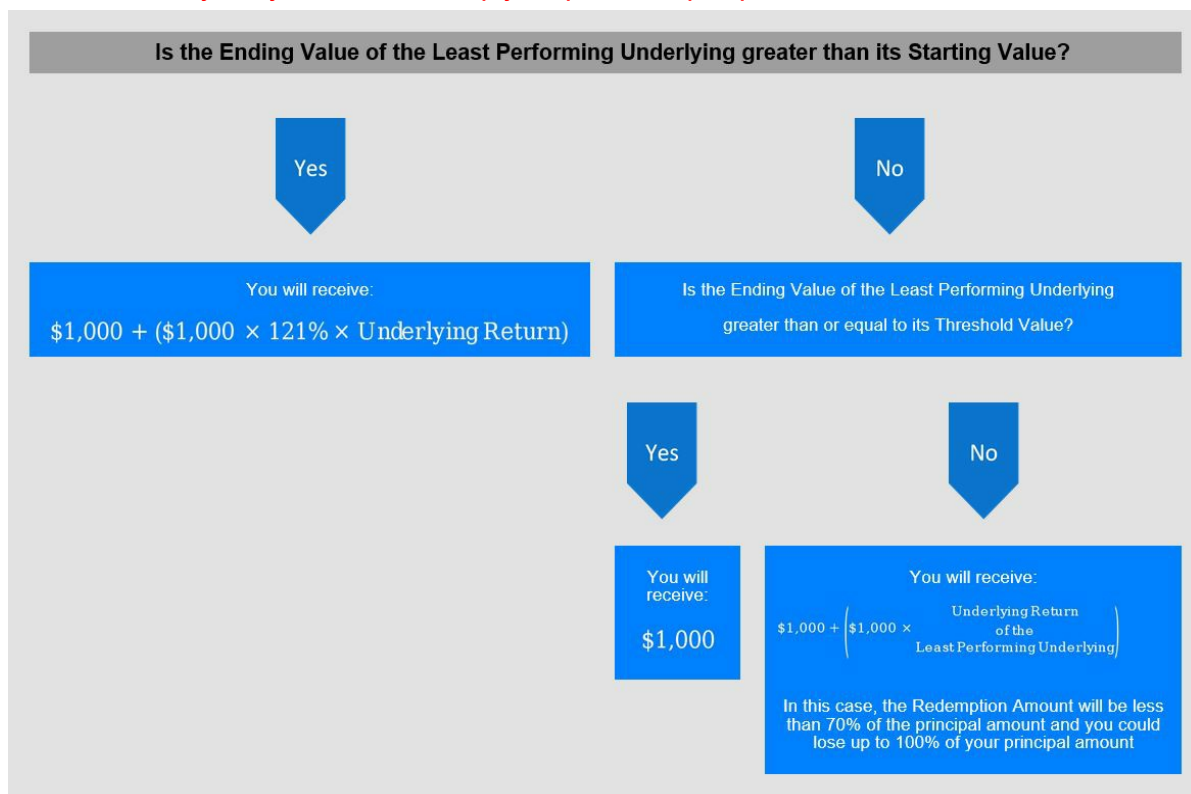 Is the Ending Value of the Least Performing Underlying greater than its Starting Value?
Yes
No
You will receive:
$1,000 + ($1,000 × 121% × Underlying Return)
Is the Ending Value of the Least Performing Underlying
greater than or equal to its Threshold Value?
Yes
No
You will
receive:
$1,000
You will receive:
$1,000 + ($1,000 × Underlying Return
of the
Least Performing Underlying)
In this case, the Redemption Amount will be less
than 70% of the principal amount and you could
lose up to 100% of your principal amount